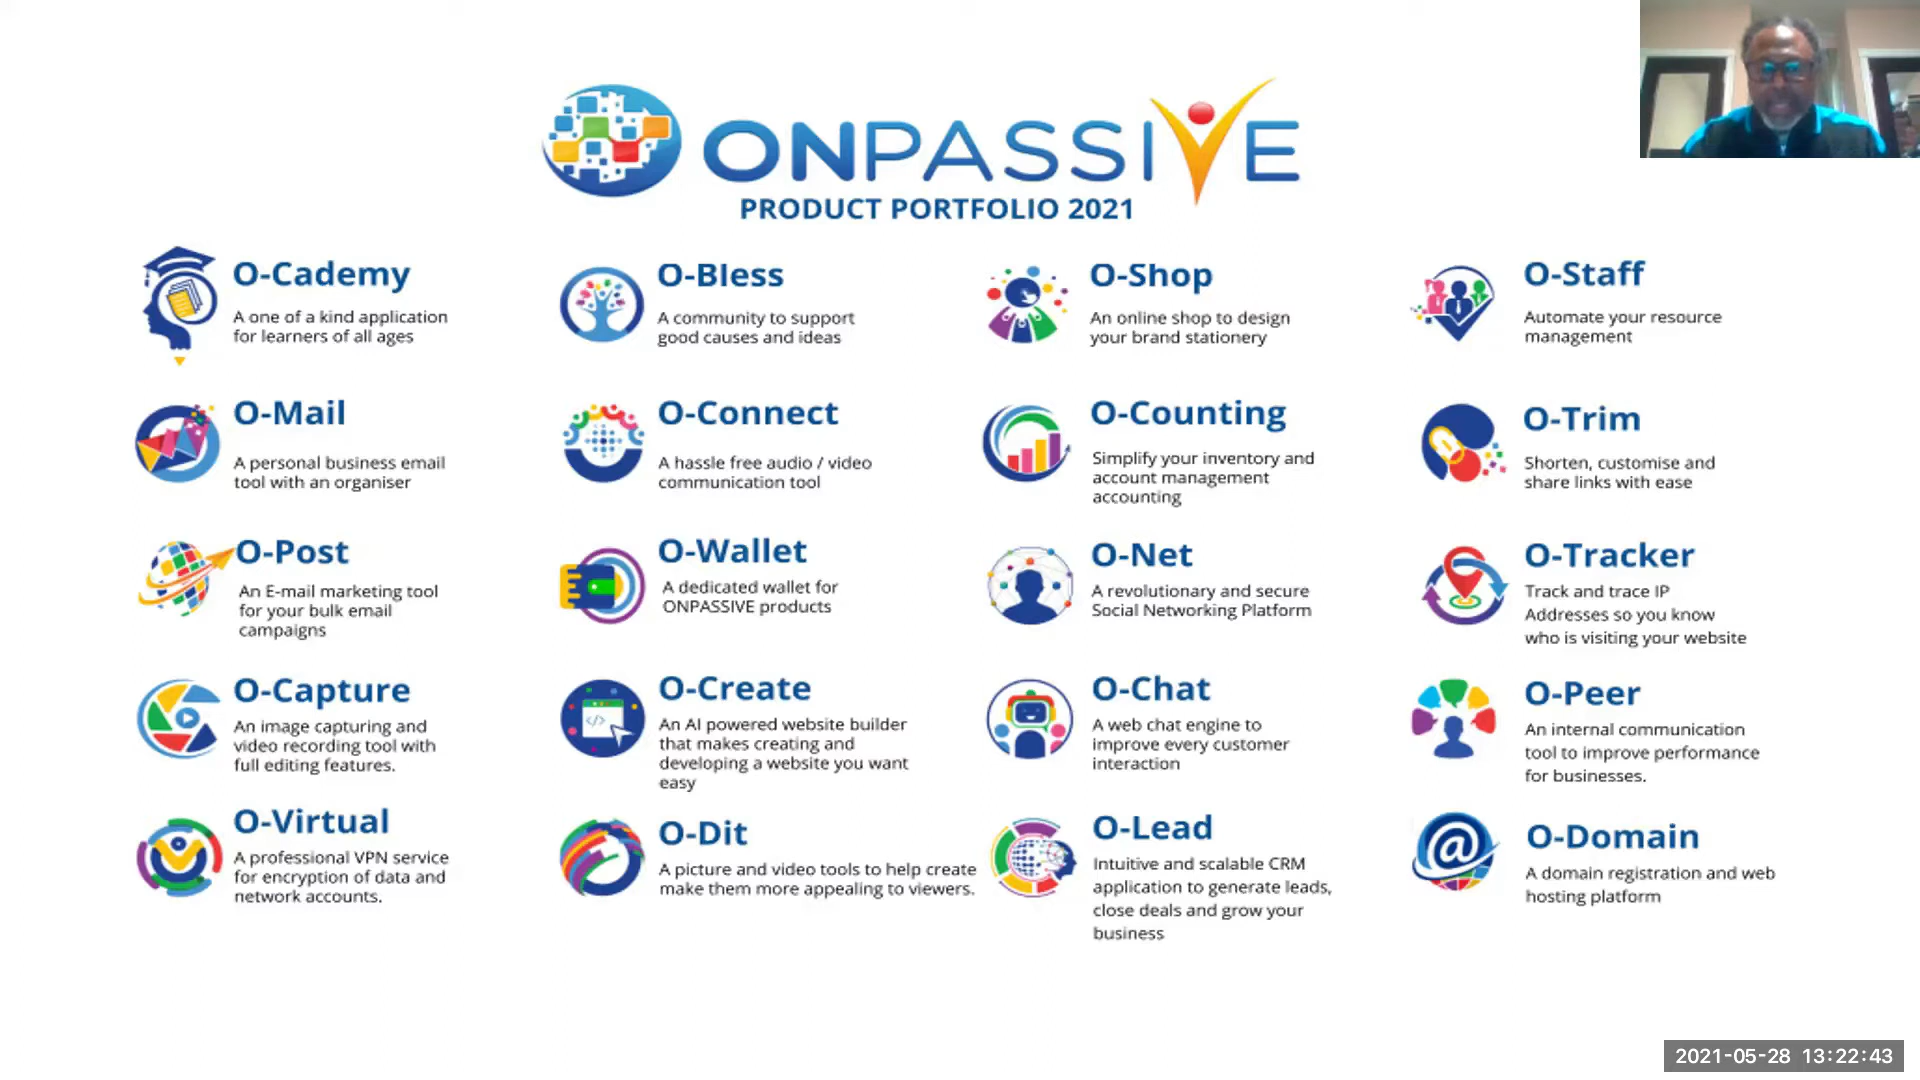 ONPASSIVE
PRODUCT PORTFOLIO 2021
O-Cademy
A one of a kind application
for learners of all ages
O-Bless
A community to support
good causes and ideas
O-Shop
An online shop to design
your brand stationery
O-Staff
Automate your resource
management
O-Mail
A personal business email
tool with an organiser
O-Connect
A hassle free audio / video
communication tool
O-Counting
Simplify your inventory and
account management
accounting
O-Trim
Shorten, customise and
share links with ease
O-Post
An E-mail marketing tool
for your bulk email
campaigns
O-Wallet
A dedicated wallet for
ONPASSIVE products
O-Net
A revolutionary and secure
Social Networking Platform
O-Tracker
Track and trace IP
Addresses so you know
who is visiting your website
O-Capture
An image capturing and
video recording tool with
full editing features.
O-Create
An AI powered website builder
that makes creating and
developing a website you want
easy
O-Chat
A web chat engine to
improve every customer
interaction
O-Peer
An internal communication
tool to improve performance
for businesses.
O-Virtual
A professional VPN service
for encryption of data and
network accounts.
O-Dit
A picture and video tools to help create
make them more appealing to viewers.
O-Lead
Intuitive and scalable CRM
application to generate leads,
close deals and grow your
business
O-Domain
A domain registration and web
hosting platform
2021-05-28 13:22:43